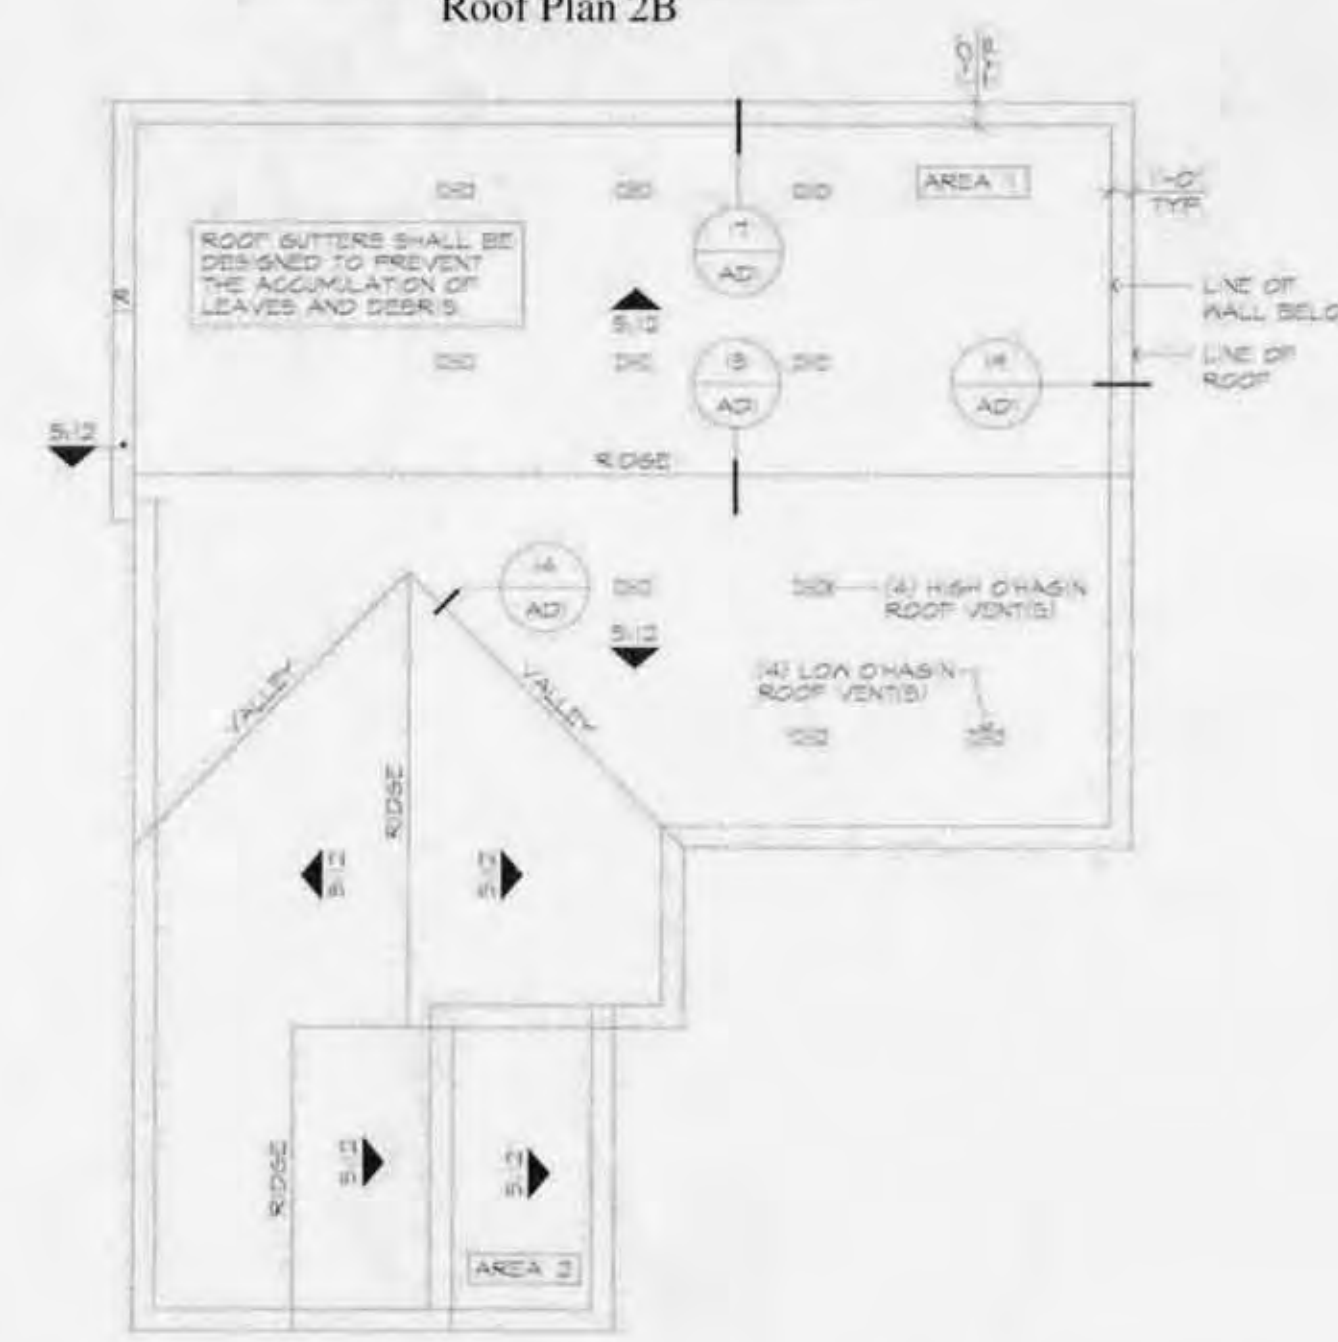 Roof Plan 2B
AREA 1
1'-0"
TYP.
ROOF GUTTERS SHALL BE
DESIGNED TO PREVENT
THE ACCUMULATION OF
LEAVES AND DEBRIS.
17
AD1
5:12
LINE OF
WALL BELO
LINE OF
ROOF
AD1
AD1
5:12
RIDGE
AD1
5:12
(4) HIGH O'HAGIN
ROOF VENT(S)
(4) LOW O'HAGIN
ROOF VENT(S)
VALLEY
VALLEY
RIDGE
5:12
5:12
RIDGE
5:12
5:12
AREA 2